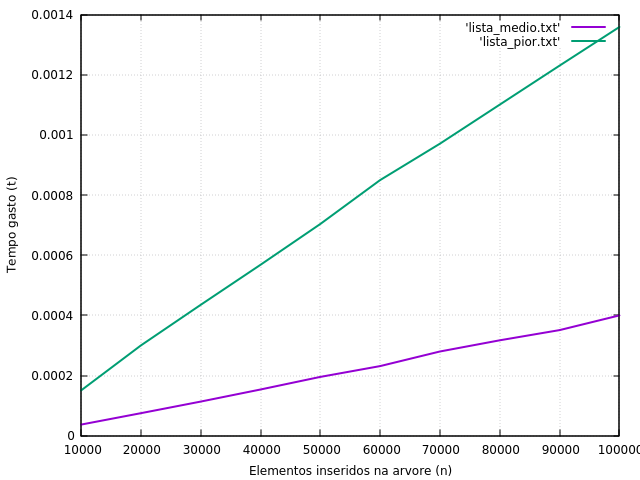 0.0014
0.0012
0.001
0.0008
0.0006
0.0004
0.0002
0
10000 20000 30000 40000 50000 60000 70000 80000 90000 100000
Tempo gasto (t)
Elementos inseridos na arvore (n)
'lista_medio.txt'
'lista_pior.txt'